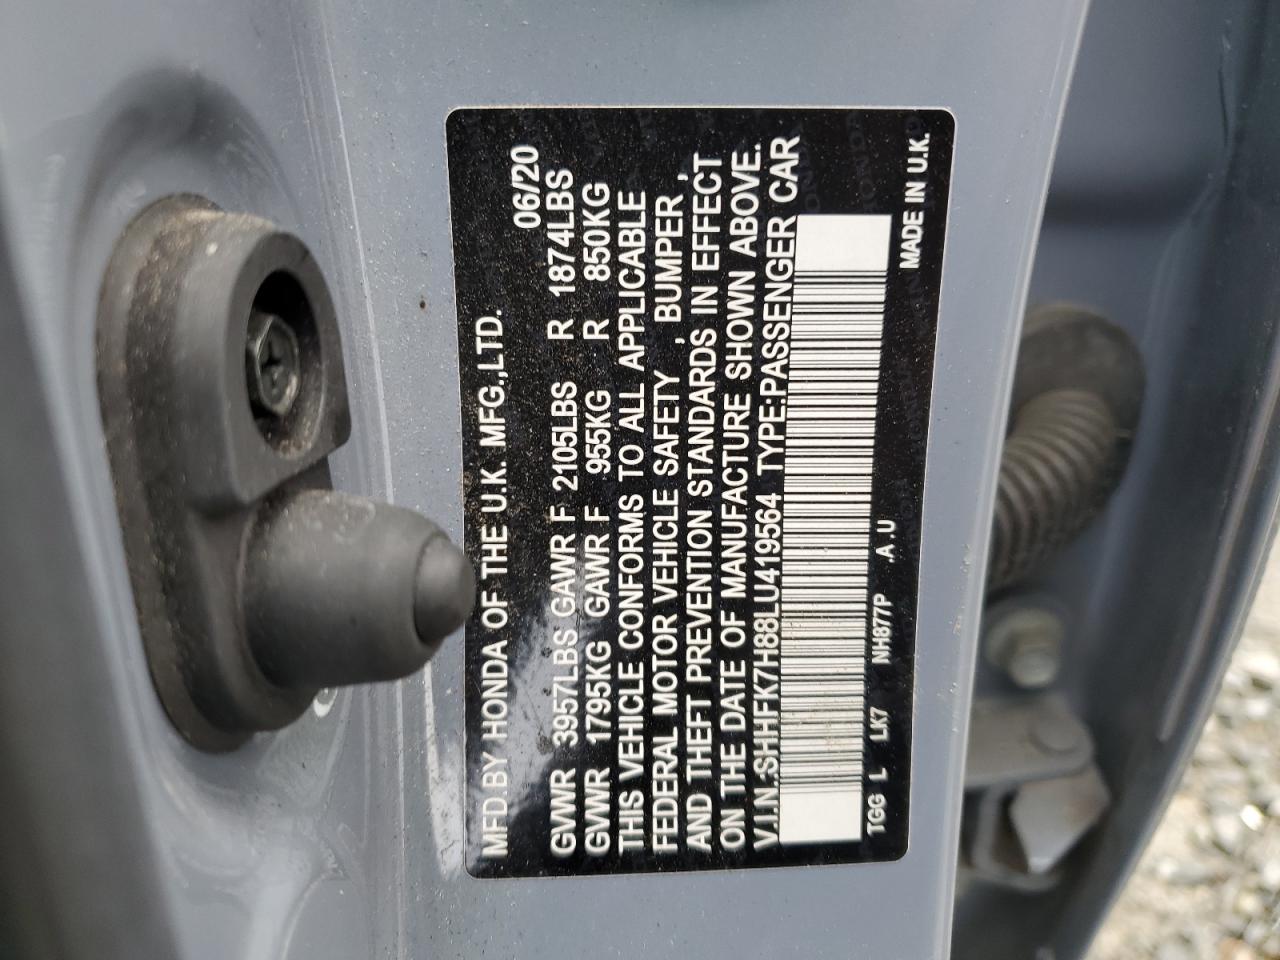 MFD.BY HONDA OF THE U.K. MFG.,LTD. 06/20
GVWR 3957LBS GAWR F 2105LBS R 1874LBS
GVWR 1795KG GAWR F 955KG R 850KG
THIS VEHICLE CONFORMS TO ALL APPLICABLE
FEDERAL MOTOR VEHICLE SAFETY , BUMPER ,
AND THEFT PREVENTION STANDARDS IN EFFECT
ON THE DATE OF MANUFACTURE SHOWN ABOVE..
V.I.N.:SHHFK7H88LU419564 TYPE:PASSENGER CAR
TGG L LK7 NH877P .A .U MADE IN U.K.